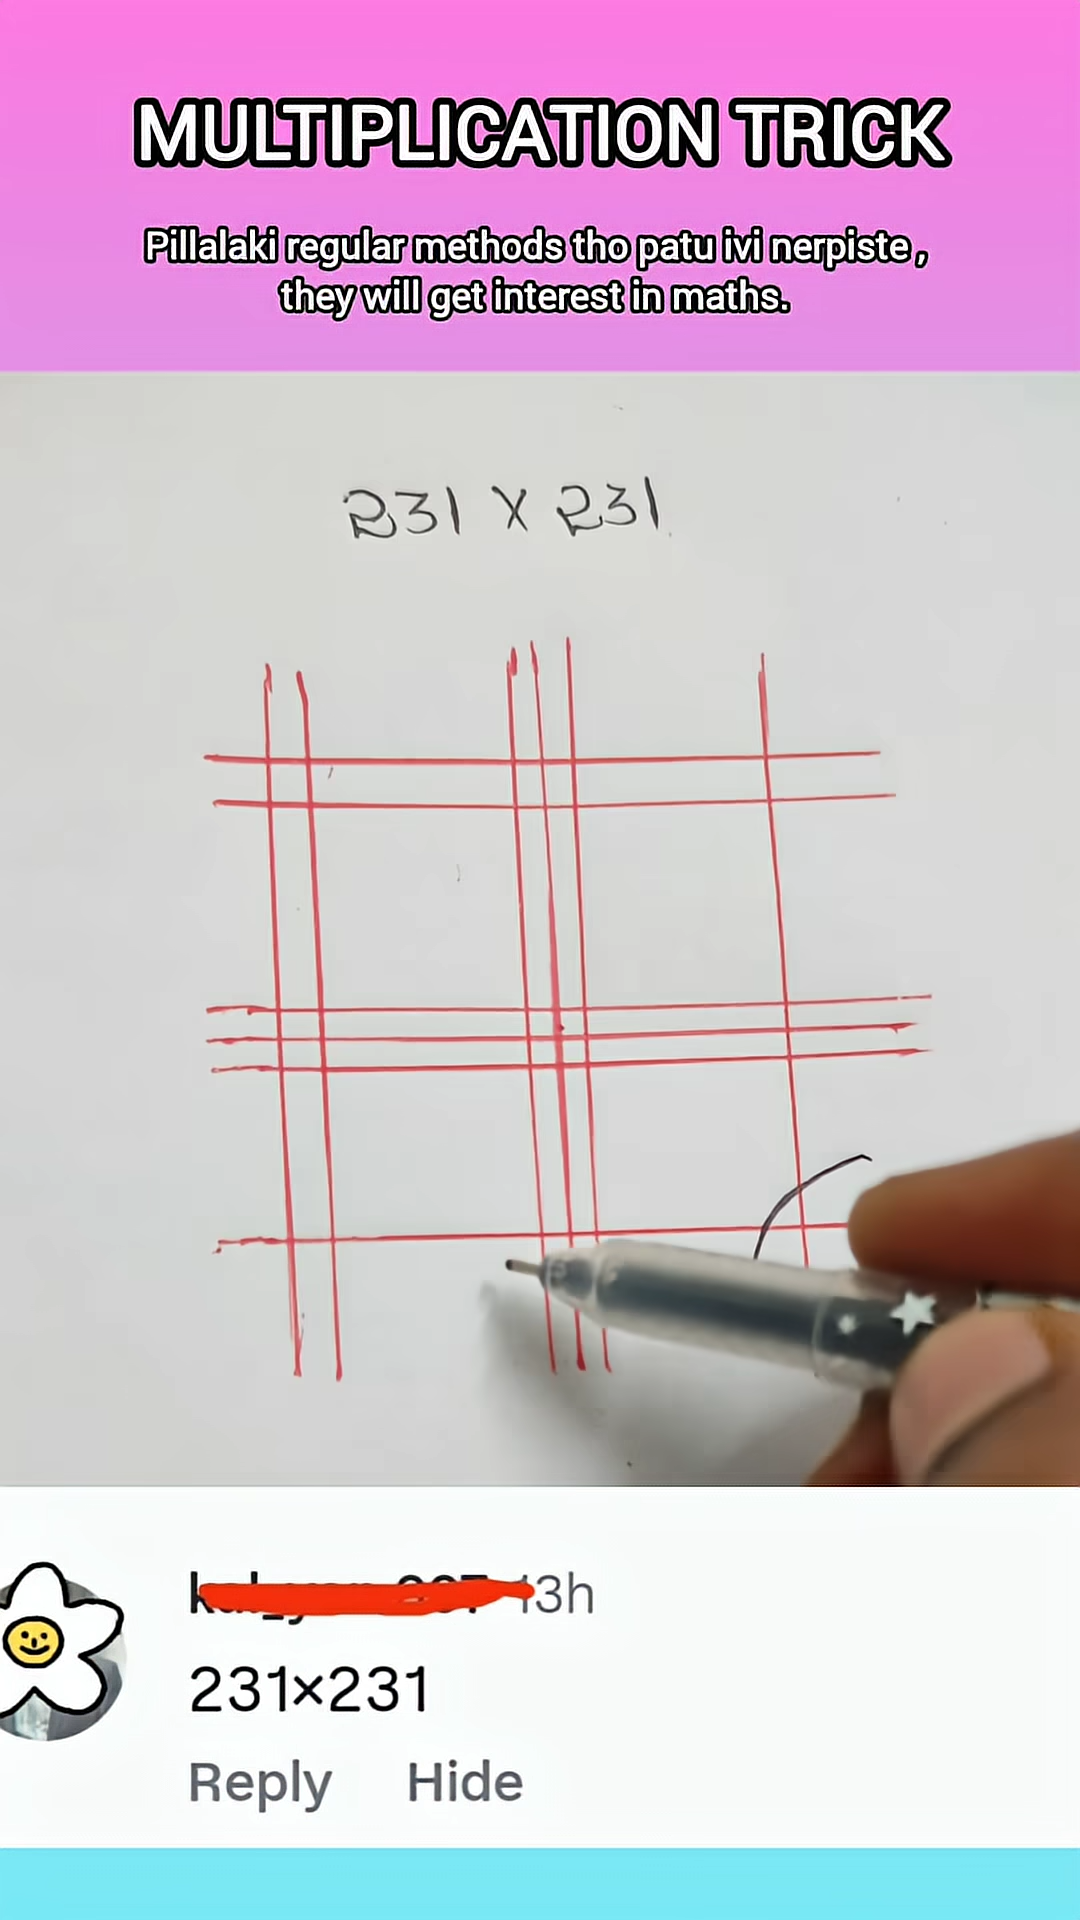 MULTIPLICATION TRICK
Pillalaki regular methods tho patu ivi nerpiste,
they will get interest in maths.
231 X 231
13h
231×231
Reply Hide